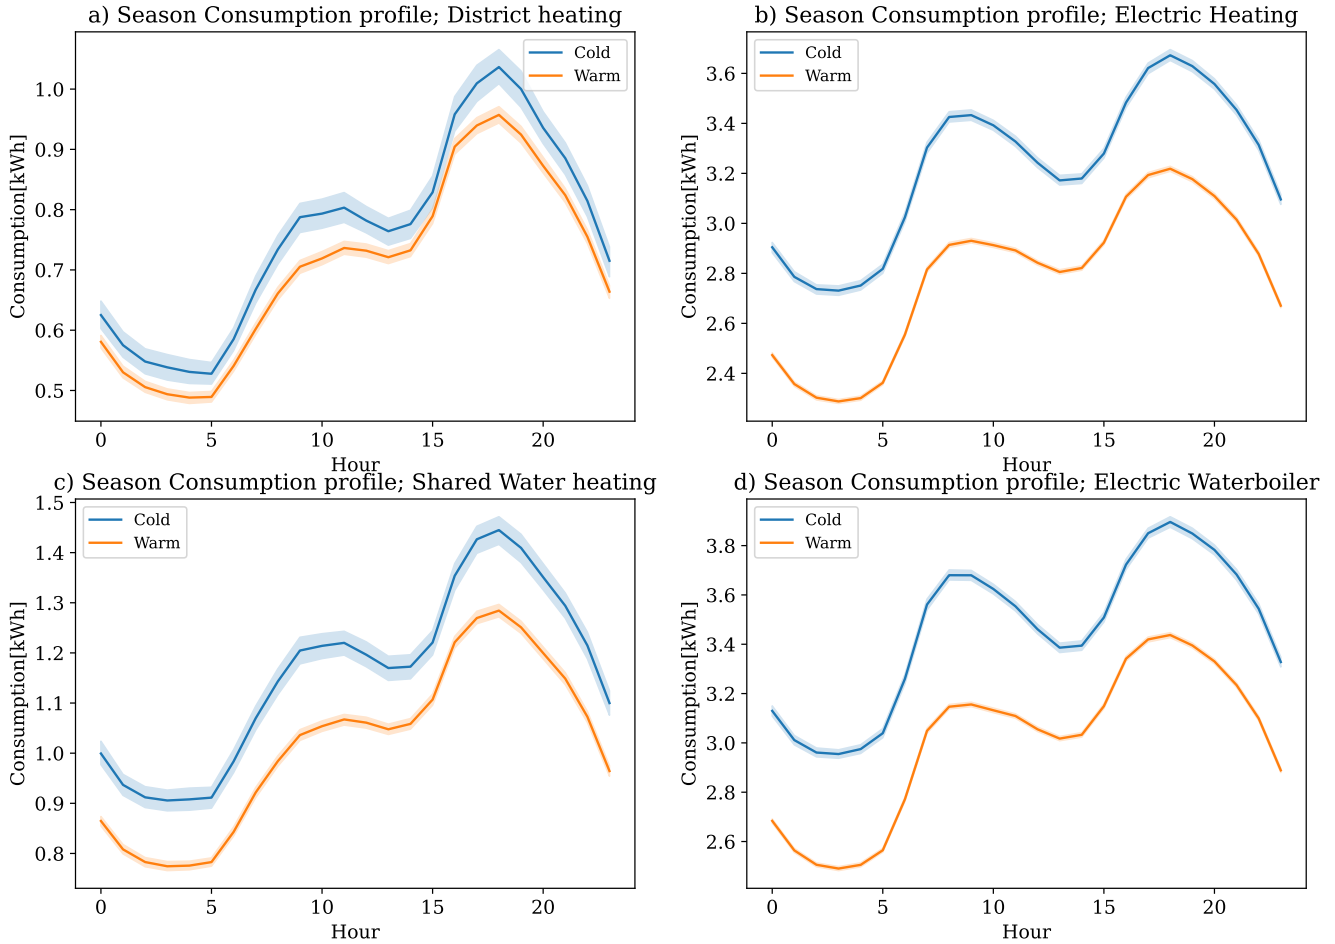 a) Season Consumption profile; District heating
Consumption[kWh]
1.0
0.9
0.8
0.7
0.6
0.5
0 5 10 15 20
Hour
Cold
Warm
b) Season Consumption profile; Electric Heating
Consumption[kWh]
3.6
3.4
3.2
3.0
2.8
2.6
2.4
0 5 10 15 20
Hour
Cold
Warm
c) Season Consumption profile; Shared Water heating
Consumption[kWh]
1.5
1.4
1.3
1.2
1.1
1.0
0.9
0.8
0 5 10 15 20
Hour
Cold
Warm
d) Season Consumption profile; Electric Waterboiler
Consumption[kWh]
3.8
3.6
3.4
3.2
3.0
2.8
2.6
0 5 10 15 20
Hour
Cold
Warm